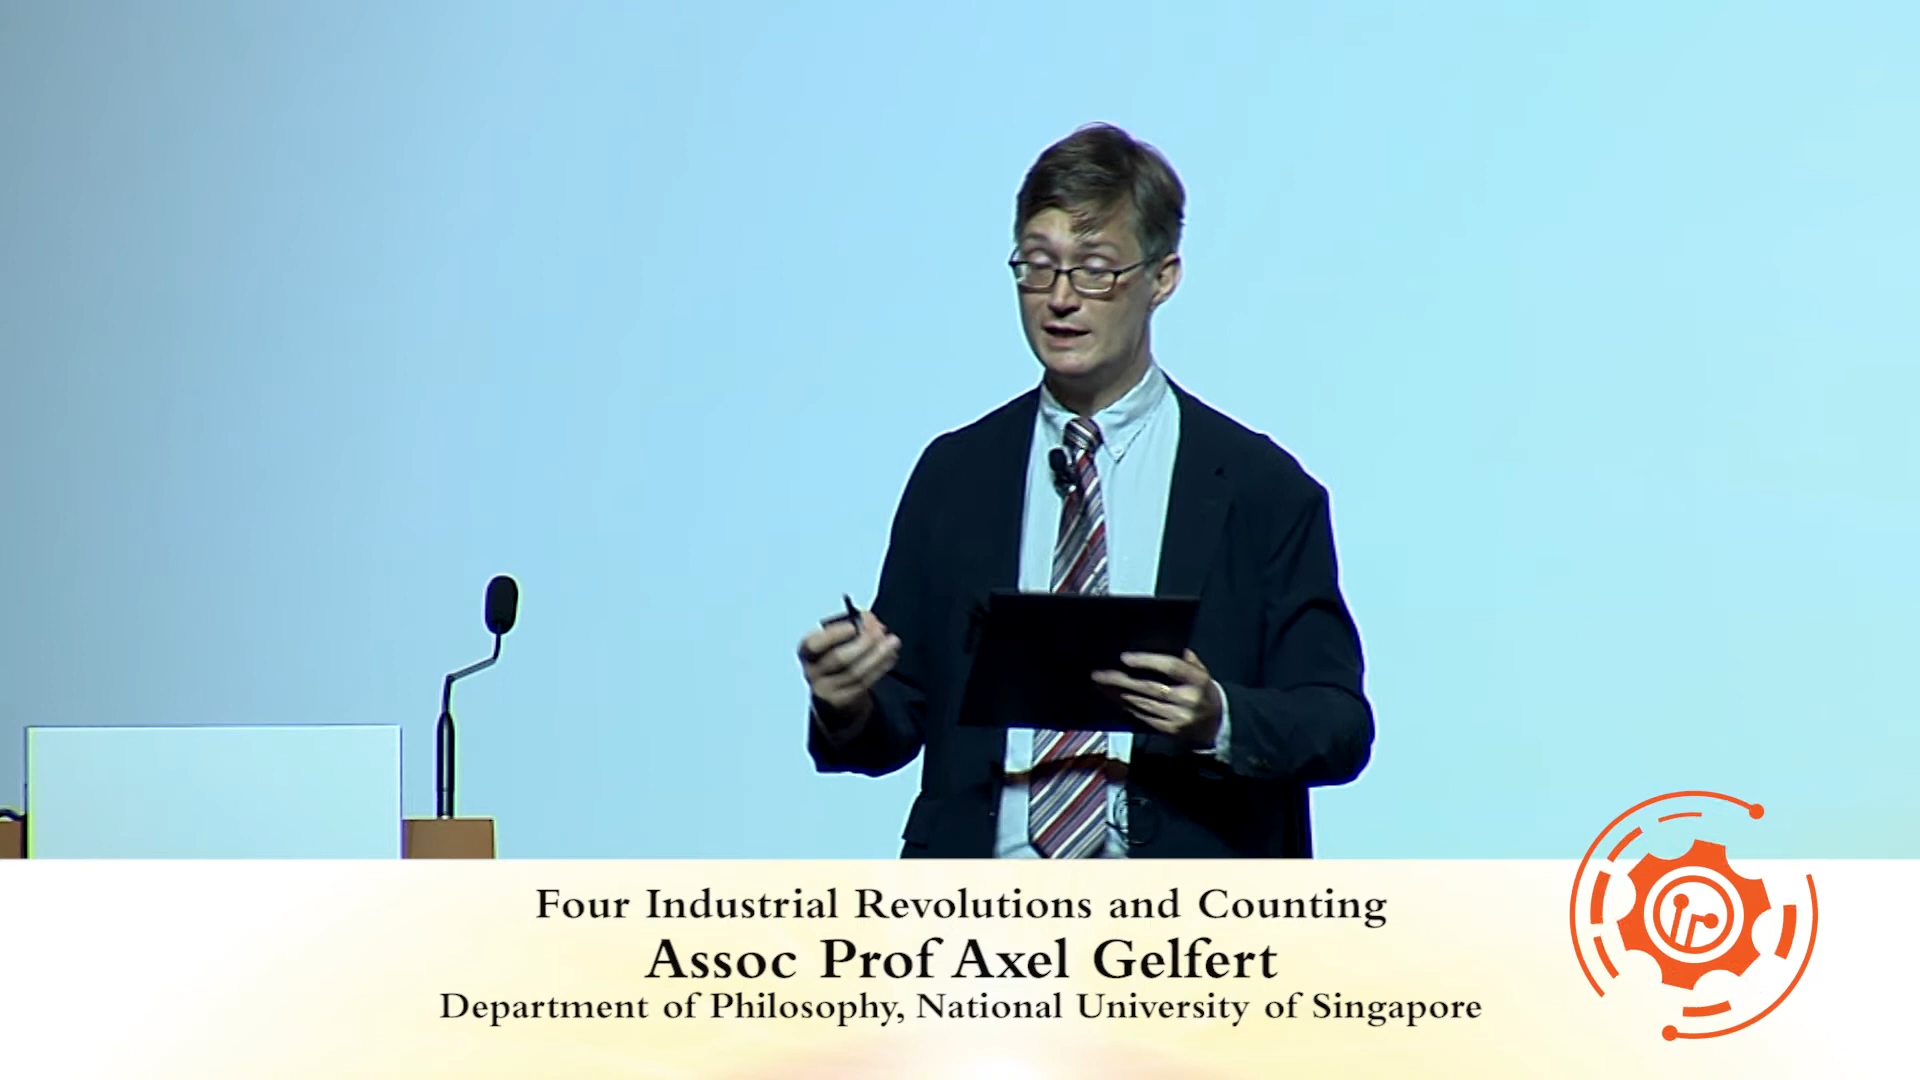 Four Industrial Revolutions and Counting
Assoc Prof Axel Gelfert
Department of Philosophy, National University of Singapore